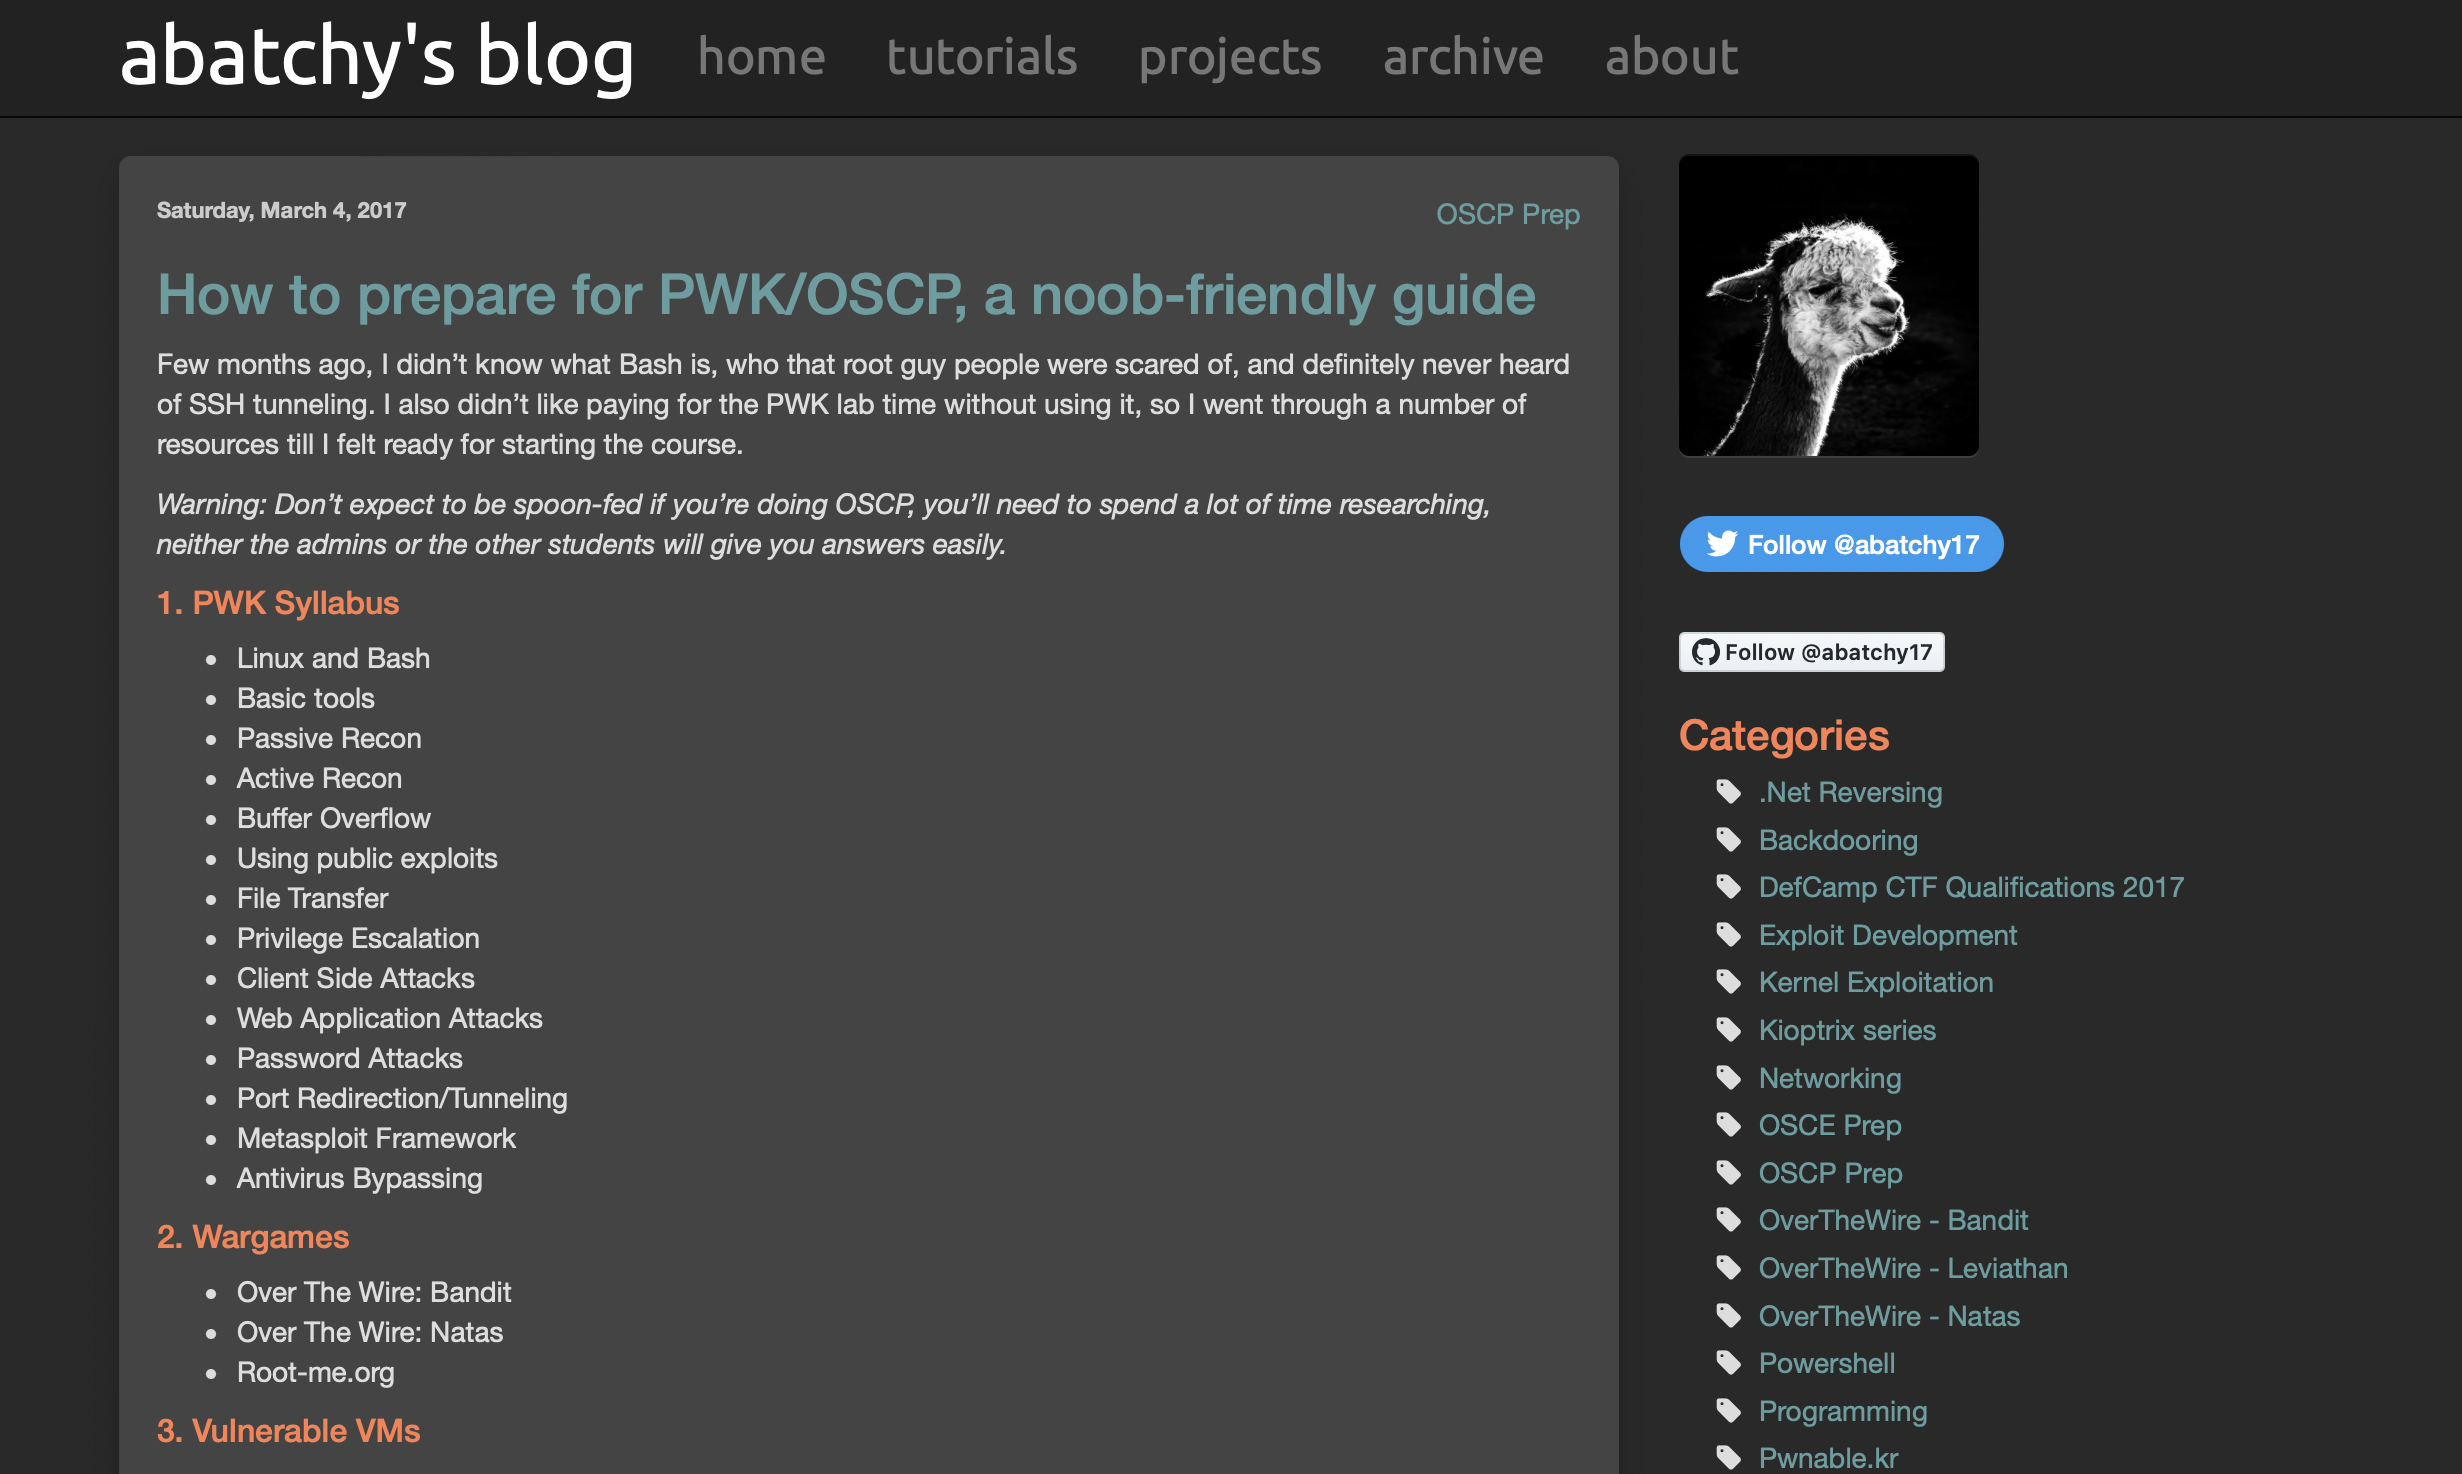 abatchy's blog home tutorials projects archive about
Saturday, March 4, 2017
OSCP Prep
How to prepare for PWK/OSCP, a noob-friendly guide
Few months ago, I didn’t know what Bash is, who that root guy people were scared of, and definitely never heard
of SSH tunneling. I also didn’t like paying for the PWK lab time without using it, so I went through a number of
resources till I felt ready for starting the course.
Warning: Don’t expect to be spoon-fed if you’re doing OSCP, you’ll need to spend a lot of time researching,
neither the admins or the other students will give you answers easily.
1. PWK Syllabus
Linux and Bash
Basic tools
Passive Recon
Active Recon
Buffer Overflow
Using public exploits
File Transfer
Privilege Escalation
Client Side Attacks
Web Application Attacks
Password Attacks
Port Redirection/Tunneling
Metasploit Framework
Antivirus Bypassing
2. Wargames
Over The Wire: Bandit
Over The Wire: Natas
Root-me.org
3. Vulnerable VMs
Follow @abatchy17
Follow @abatchy17
Categories
.Net Reversing
Backdooring
DefCamp CTF Qualifications 2017
Exploit Development
Kernel Exploitation
Kioptrix series
Networking
OSCE Prep
OSCP Prep
OverTheWire - Bandit
OverTheWire - Leviathan
OverTheWire - Natas
Powershell
Programming
Pwnable.kr